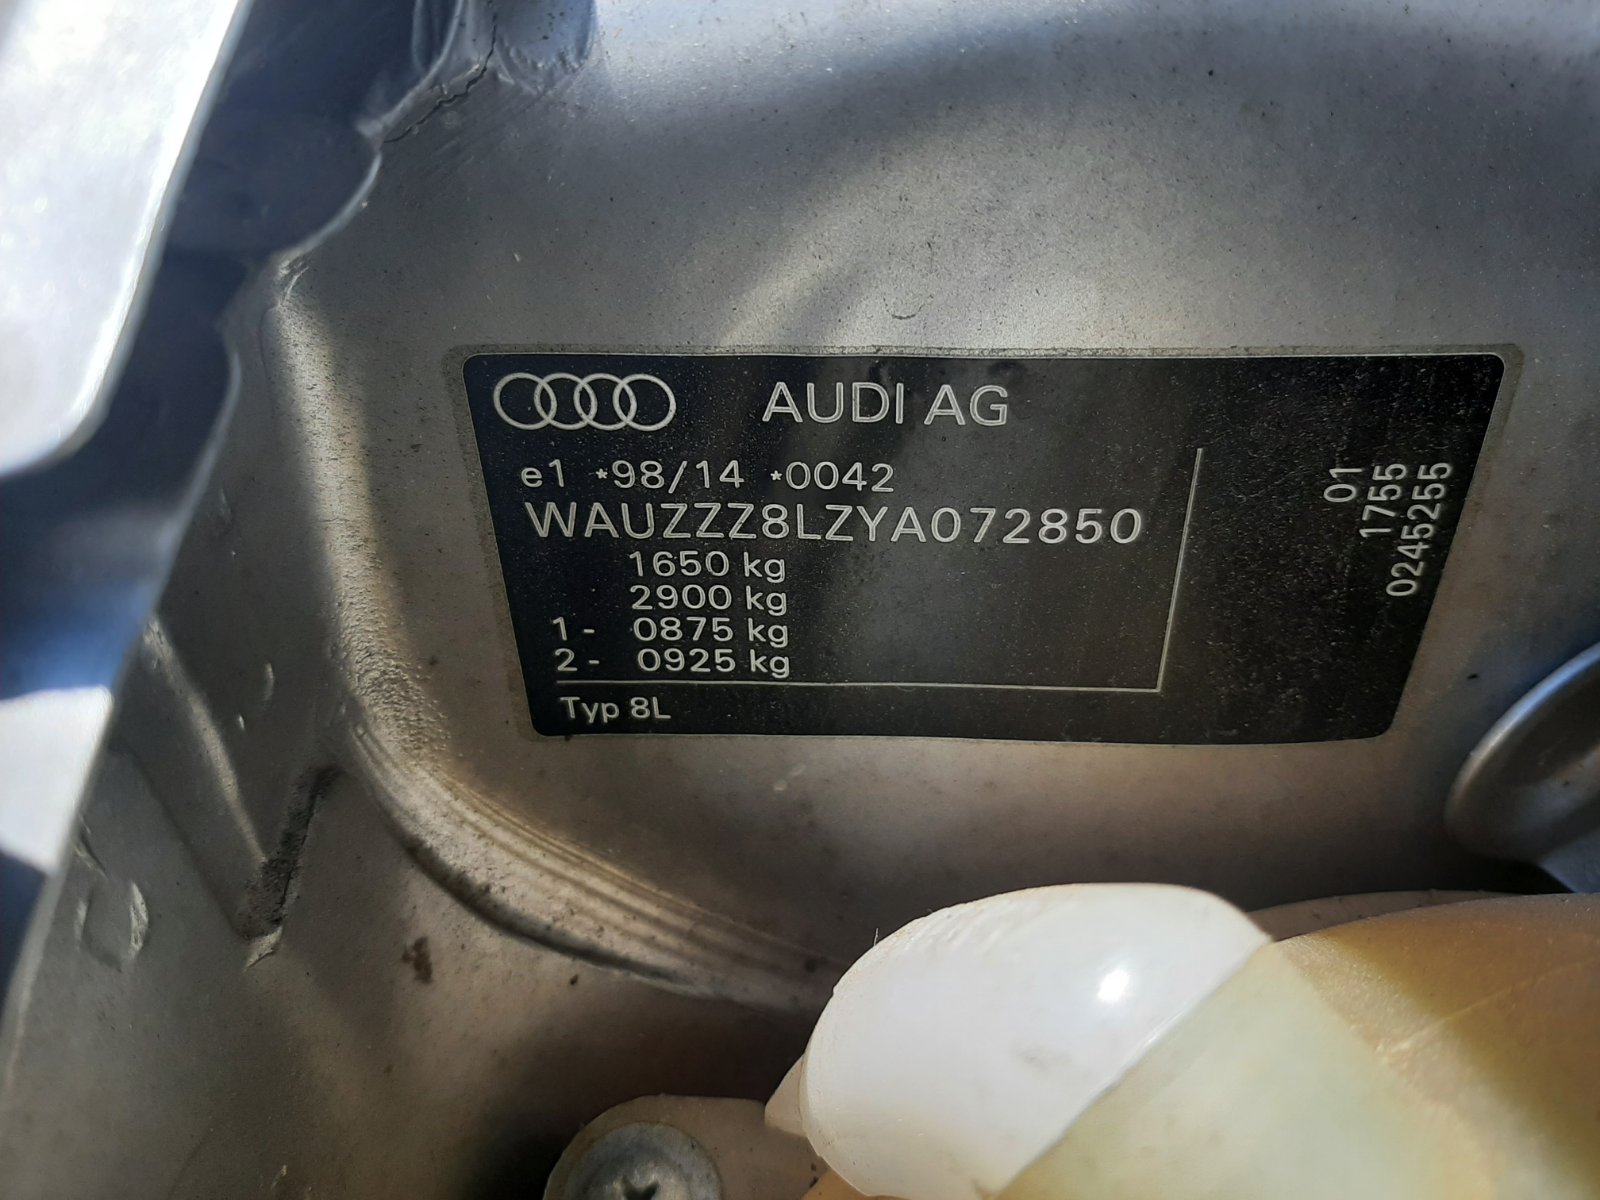 AUDI AG
e1 *98/14 *0042
WAUZZZ8LZYA072850
1650 kg
2900 kg
1- 0875 kg
2- 0925 kg
Typ 8L
01
1755
0245255